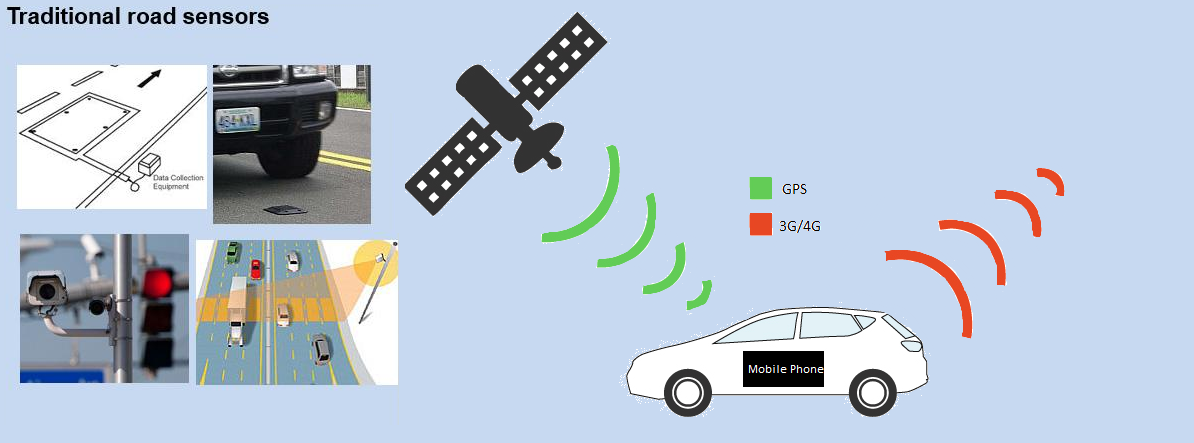 Traditional road sensors
Data Collection
Equipment
GPS
3G/4G
Mobile Phone